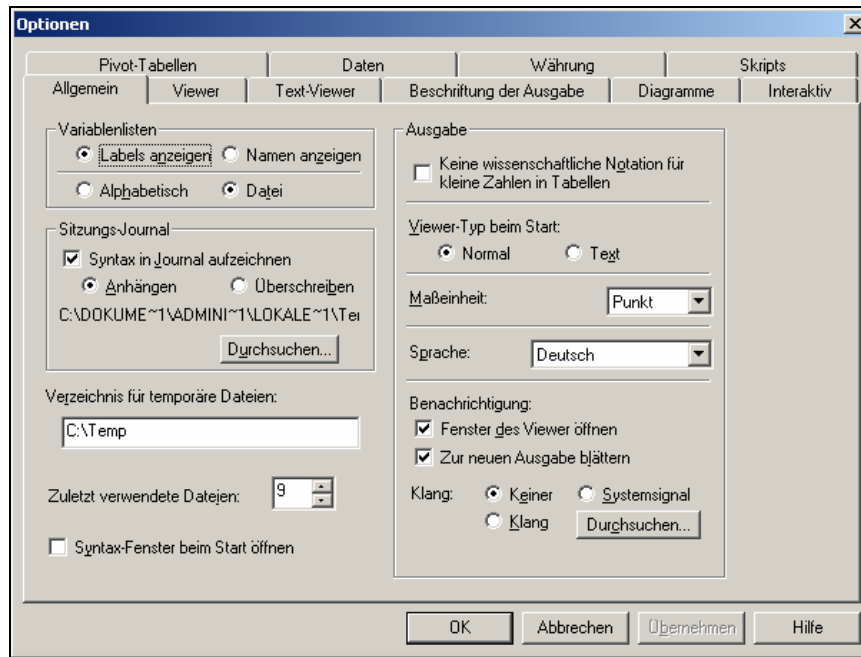 Optionen
Pivot-Tabellen Daten Währung Skripts
Allgemein Viewer Text-Viewer Beschriftung der Ausgabe Diagramme Interaktiv
Variablenlisten
Labels anzeigen Namen anzeigen
Alphabetisch Datei
Sitzungs-Journal
Syntax in Journal aufzeichnen
Anhängen Überschreiben
C:\DOKUME~1\ADMINI~1\LOKALE~1\Ter
Durchsuchen...
Verzeichnis für temporäre Dateien:
C:\Temp
Zuletzt verwendete Dateien:
9
Syntax-Fenster beim Start öffnen
Ausgabe
Keine wissenschaftliche Notation für
kleine Zahlen in Tabellen
Viewer-Typ beim Start:
Normal Text
Maßeinheit: Punkt
Sprache: Deutsch
Benachrichtigung:
Fenster des Viewer öffnen
Zur neuen Ausgabe blättern
Klang: Keiner Systemsignal
Klang Durchsuchen...
OK Abbrechen Übernehmen Hilfe